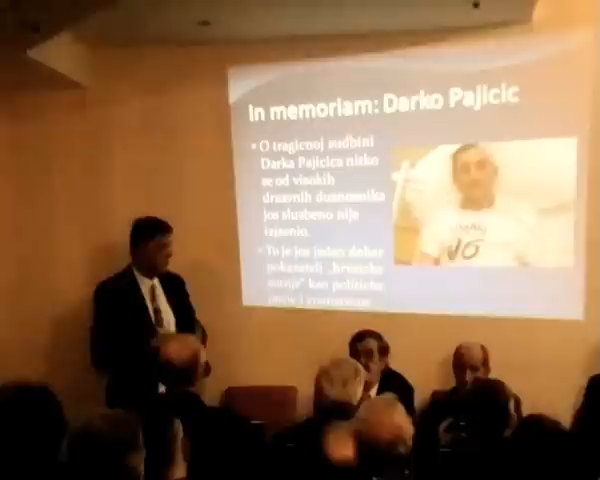 In memoriam: Darko Pajicic
• O tragicnoj sudbini
Darka Pajicica nitko
se od visokih
drzavnih duznosnika
jos sluzbeno nije
izjasnio.
• To je jos jedan dobar
pokazatelj „hrvatske
kao politicke